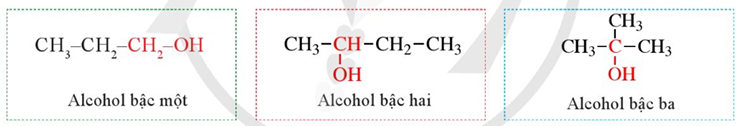 CH₃–CH₂–CH₂–OH
Alcohol bậc một
CH₃–CH–CH₂–CH₃
OH
Alcohol bậc hai
CH₃
CH₃–C–CH₃
OH
Alcohol bậc ba